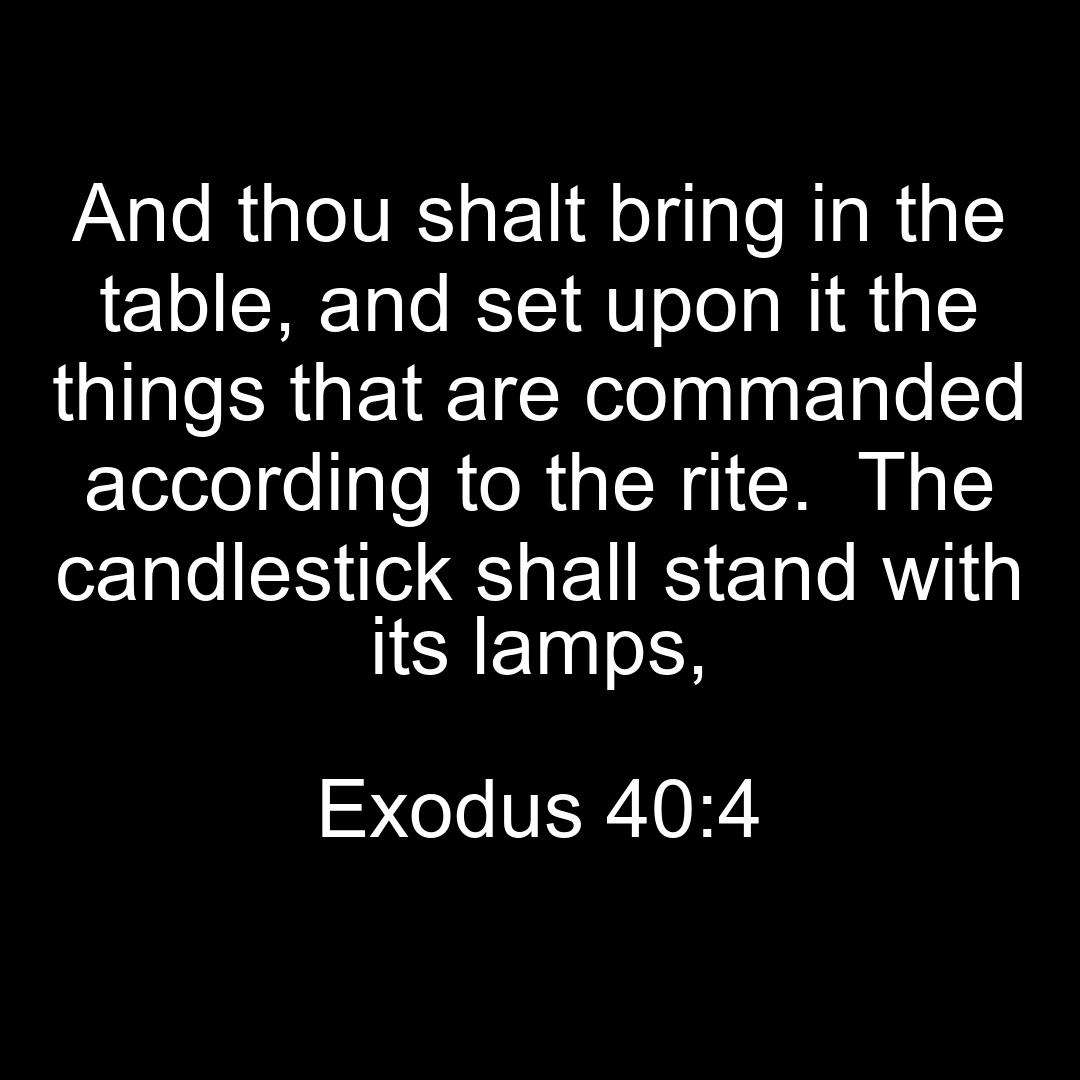 And thou shalt bring in the
table, and set upon it the
things that are commanded
according to the rite.  The
candlestick shall stand with
its lamps,
Exodus 40:4